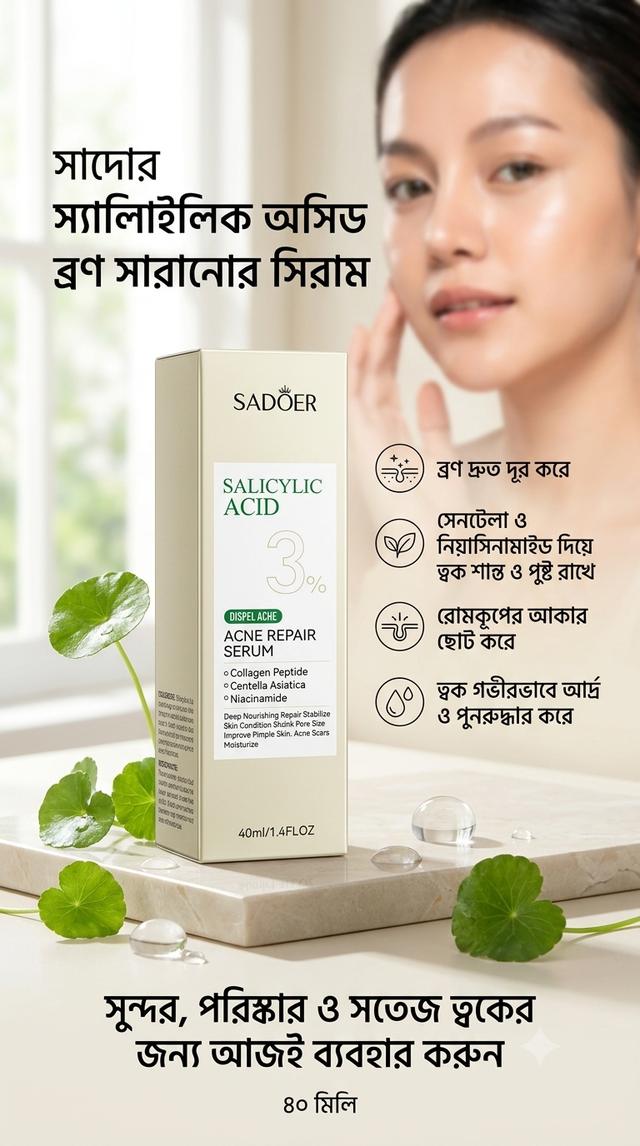 সাদোর
স্যালিাইলিক অসিড
ব্রণ সারানোর সিরাম
SADOER
SALICYLIC
ACID
3%
DISPEL ACHE
ACNE REPAIR
SERUM
Collagen Peptide
Centella Asiatica
Niacinamide
Deep Nourishing Repair Stabilize
Skin Condition Shdink Pore Size
Improve Pimple Skin. Acne Scars
Moisturize
40ml/1.4FLOZ
ব্রণ দ্রুত দূর করে
সেনটেলা ও
নিয়াসিনামাইড দিয়ে
ত্বক শান্ত ও পুষ্ট রাখে
রোমকূপের আকার
ছোট করে
ত্বক গভীরভাবে আর্দ্র
ও পুনরুদ্ধার করে
সুন্দর, পরিস্কার ও সতেজ ত্বকের
জন্য আজই ব্যবহার করুন
৪০ মিলি